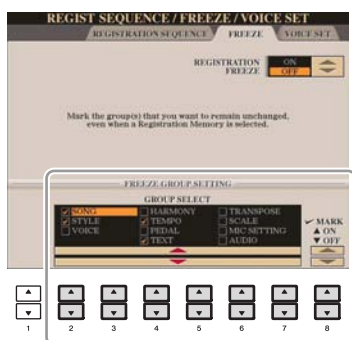 REGIST SEQUENCE / FREEZE / VOICE SET
REGISTRATION SEQUENCE FREEZE VOICE SET
REGISTRATION FREEZE ON OFF
Mark the group(s) that you want to remain unchanged,
even when a Registration Memory is selected.
FREEZE GROUP SETTING
GROUP SELECT
SONG HARMONY TRANSPOSE
STYLE TEMPO SCALE MARK
VOICE PEDAL MIC SETTING ▲ ON
TEXT AUDIO ▼ OFF
1 2 3 4 5 6 7 8